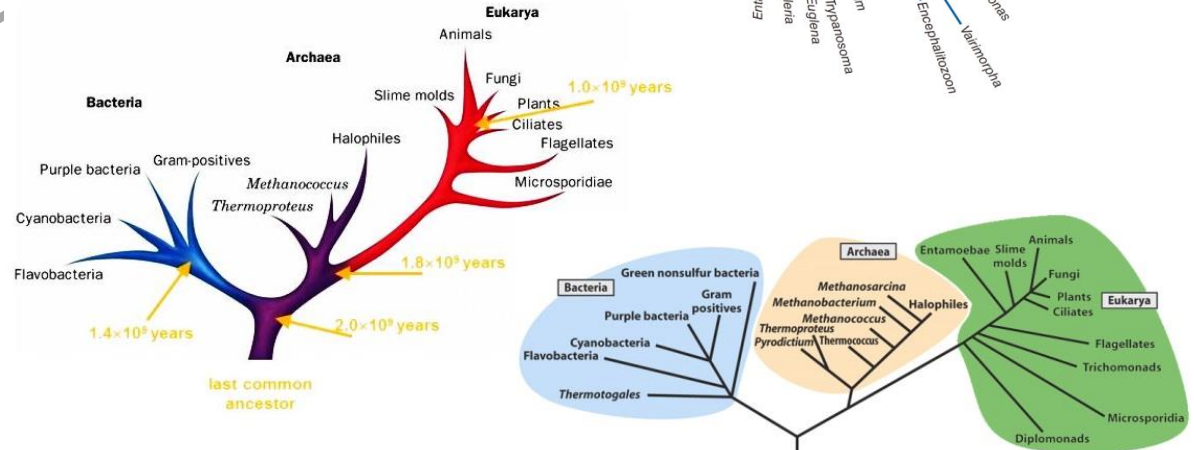 Eukarya
Animals
Archaea
Fungi
1.0×10⁹ years
Slime molds
Plants
Bacteria
Ciliates
Halophiles
Flagellates
Gram-positives
Purple bacteria
Methanococcus
Microsporidiae
Thermoproteus
Cyanobacteria
1.8×10⁹ years
Flavobacteria
2.0×10⁹ years
1.4×10⁹ years
last common
ancestor
Euglena
Trypanosoma
Encephalitozoon
Vairimorpha
Bacteria
Green nonsulfur bacteria
Gram
positives
Purple bacteria
Cyanobacteria
Flavobacteria
Thermotogales
Archaea
Methanosarcina
Methanobacterium
Halophiles
Methanococcus
Thermoproteus
Pyrodictium
Thermococcus
Eukarya
Entamoebae
Slime
molds
Animals
Fungi
Plants
Ciliates
Flagellates
Trichomonads
Microsporidia
Diplomonads